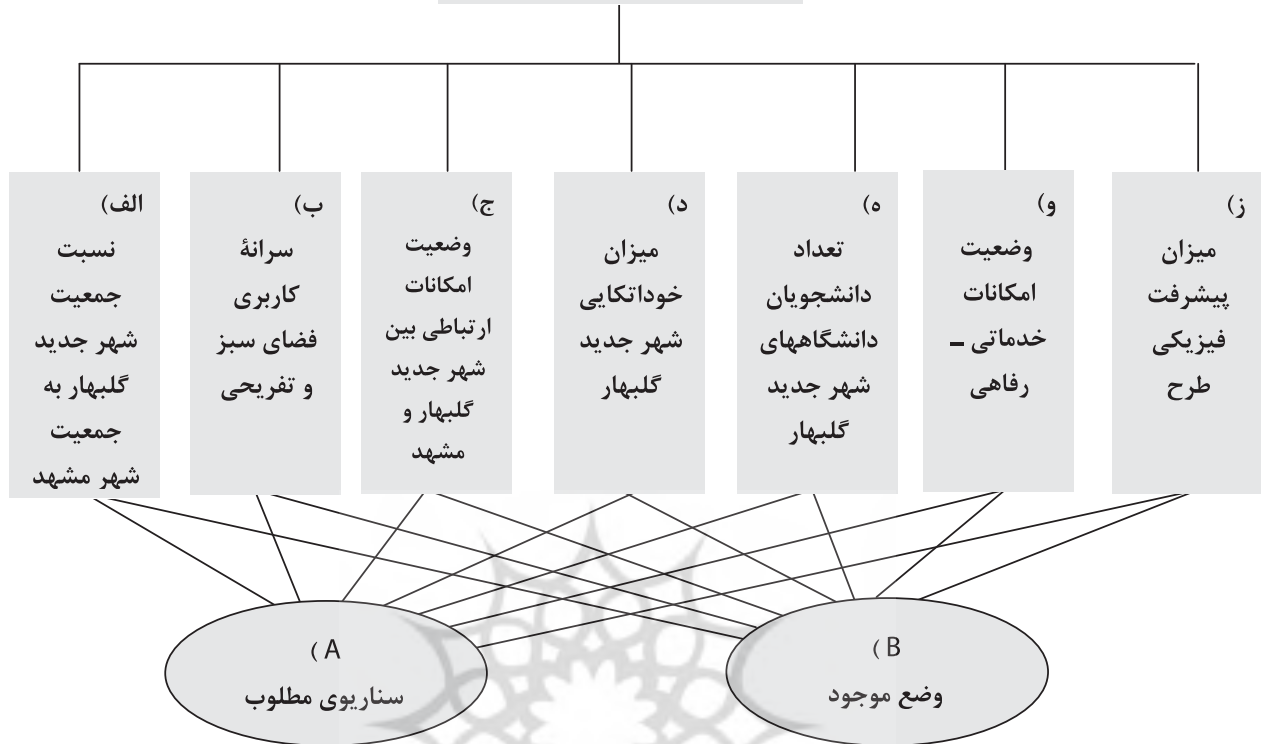 الف)
نسبت
جمعیت
شهر جدید
گلبهار به
جمعیت
شهر مشهد
ب)
سرانۀ
کاربری
فضای سبز
و تفریحی
ج)
وضعیت
امکانات
ارتباطی بین
شهر جدید
گلبهار و
مشهد
د)
میزان
خوداتکایی
شهر جدید
گلبهار
ه)
تعداد
دانشجویان
دانشگاههای
شهر جدید
گلبهار
و)
وضعیت
امکانات
خدماتی –
رفاهی
ز)
میزان
پیشرفت
فیزیکی
طرح
A )
سناریوی مطلوب
B )
وضع موجود